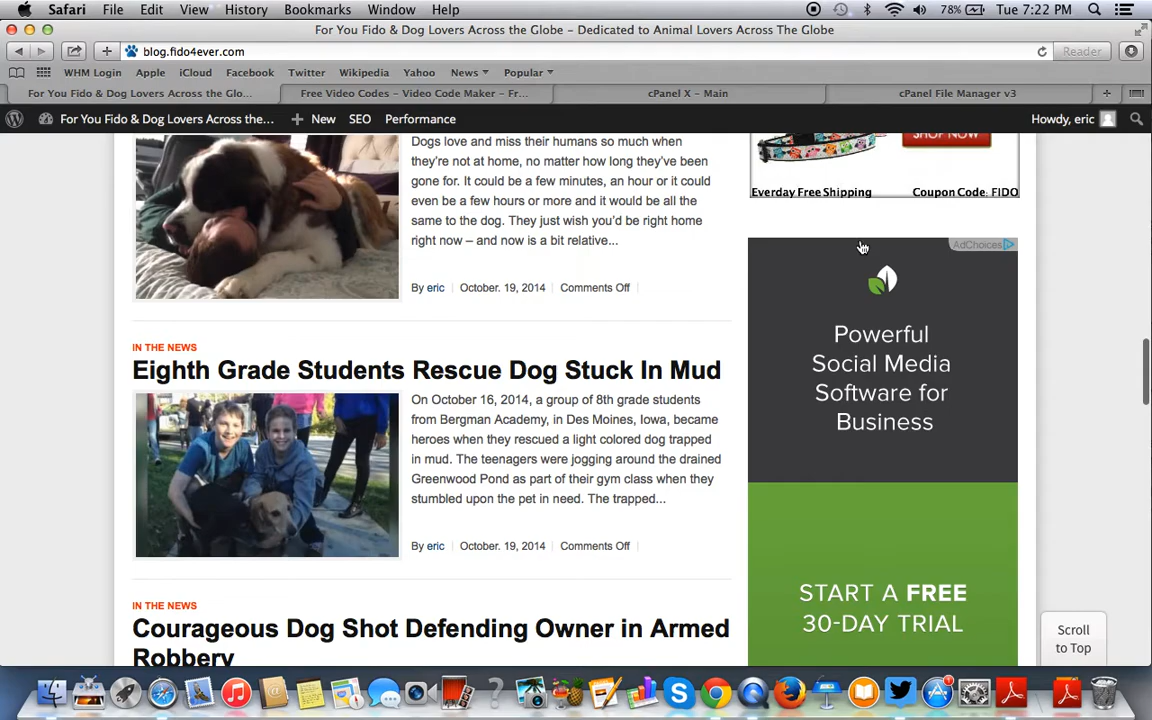 Safari File Edit View History Bookmarks Window Help 78% Tue 7:22 PM
For You Fido & Dog Lovers Across the Globe – Dedicated to Animal Lovers Across The Globe
blog.fido4ever.com Reader
WHM Login Apple iCloud Facebook Twitter Wikipedia Yahoo News Popular
For You Fido & Dog Lovers Across the Glo... Free Video Codes - Video Code Maker - Fr... cPanel X - Main cPanel File Manager v3
For You Fido & Dog Lovers Across the... + New SEO Performance Howdy, eric
Dogs love and miss their humans so much when
they're not at home, no matter how long they've been
gone for. It could be a few minutes, an hour or it could
even be a few hours or more and it would be all the
same to the dog. They just wish you'd be right home
right now – and now is a bit relative...
By eric October. 19, 2014 Comments Off
SHOP NOW
Everday Free Shipping Coupon Code: FIDO
AdChoices
Powerful
Social Media
Software for
Business
START A FREE
30-DAY TRIAL
IN THE NEWS
Eighth Grade Students Rescue Dog Stuck In Mud
On October 16, 2014, a group of 8th grade students
from Bergman Academy, in Des Moines, Iowa, became
heroes when they rescued a light colored dog trapped
in mud. The teenagers were jogging around the drained
Greenwood Pond as part of their gym class when they
stumbled upon the pet in need. The trapped...
By eric October. 19, 2014 Comments Off
IN THE NEWS
Courageous Dog Shot Defending Owner in Armed
Robbery
Scroll
to Top